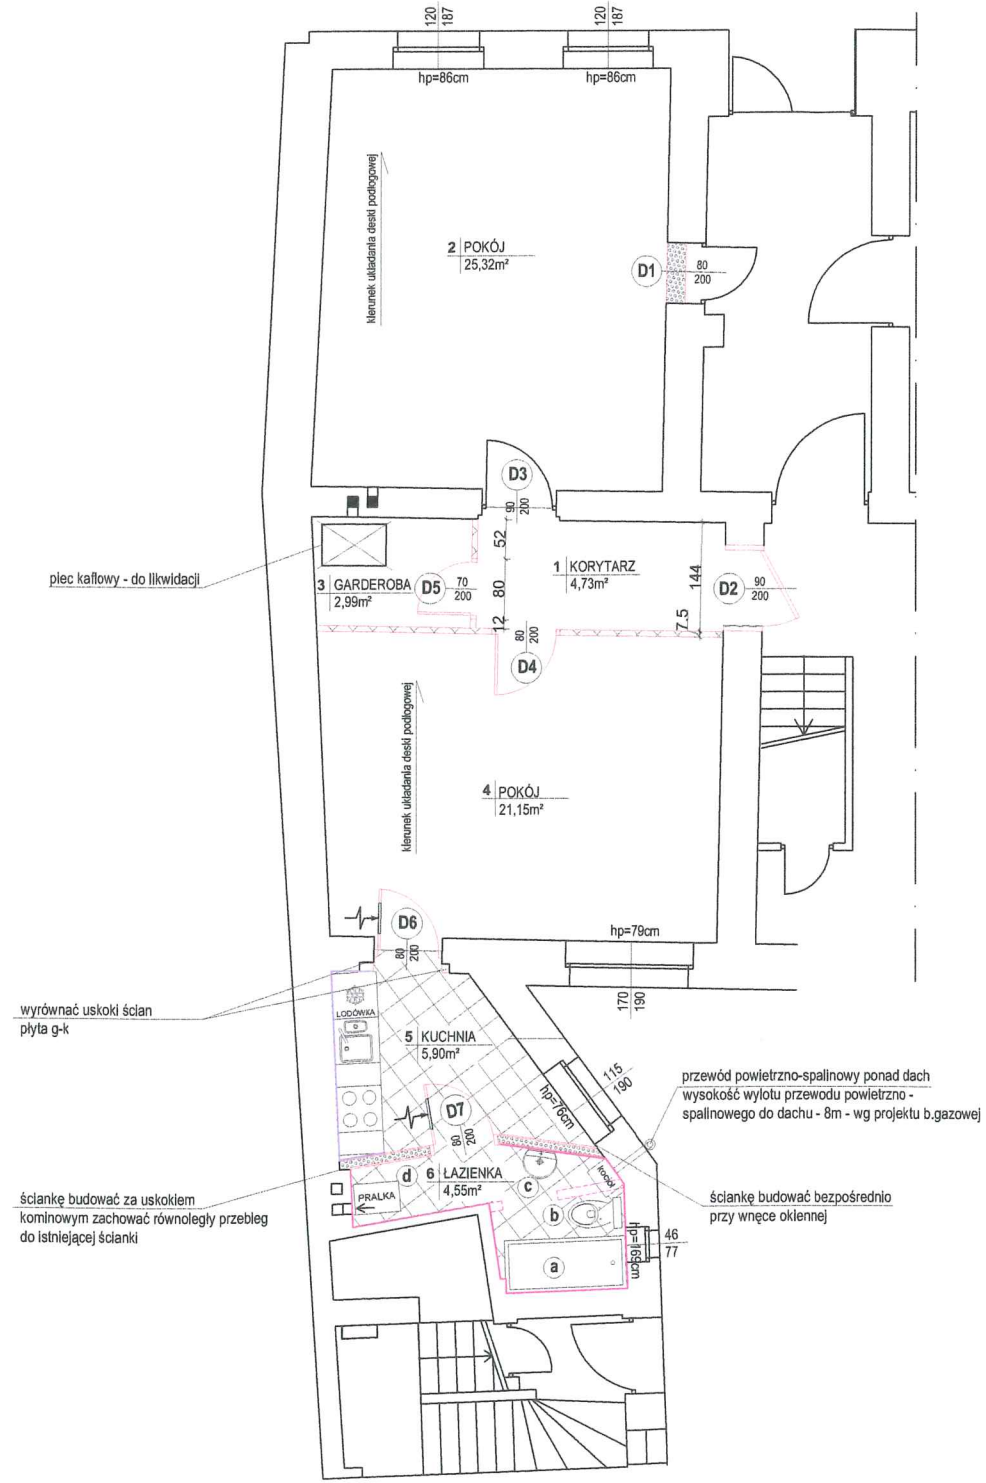 120
187
120
187
hp=86cm
hp=86cm
kierunek układania deski podłogowej
2 POKÓJ
25,32m²
D1
80
200
D3
90
200
52
1 KORYTARZ
4,73m²
144
piec kaflowy - do likwidacji
3 GARDEROBA
2,99m²
D5
70
200
80
D2
90
200
12
7.5
80
200
D4
kierunek układania deski podłogowej
4 POKÓJ
21,15m²
D6
80
200
hp=79cm
170
190
wyrównać uskoki ścian
płyta g-k
LODÓWKA
5 KUCHNIA
5,90m²
115
190
hp=76cm
przewód powietrzno-spalinowy ponad dach
wysokość wylotu przewodu powietrzno -
spalinowego do dachu - 8m - wg projektu b.gazowej
D7
80
200
6 ŁAZIENKA
4,55m²
d
c
kocioł
PRALKA
ściankę budować za uskokiem
kominowym zachować równoległy przebieg
do istniejącej ścianki
ściankę budować bezpośrednio
przy wnęce okiennej
b
hp=169cm
46
77
a